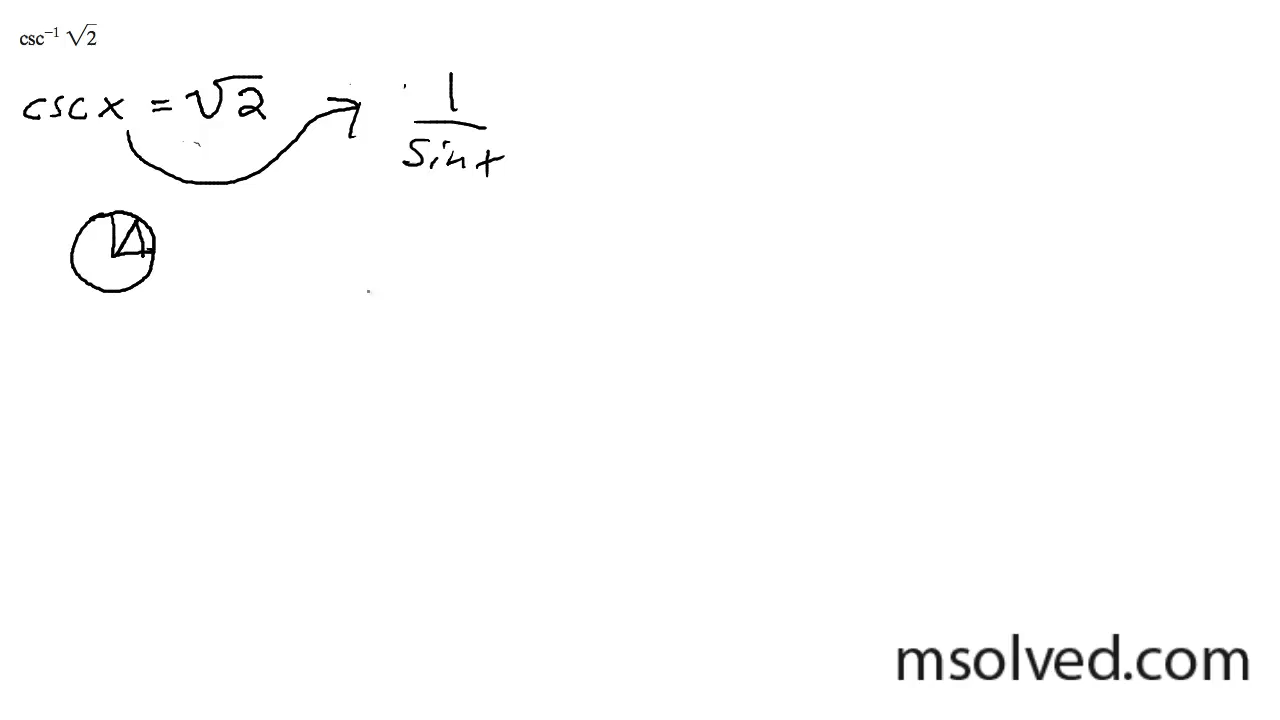 csc⁻¹ √2
csc x = √2 → 1
sin x
msolved.com